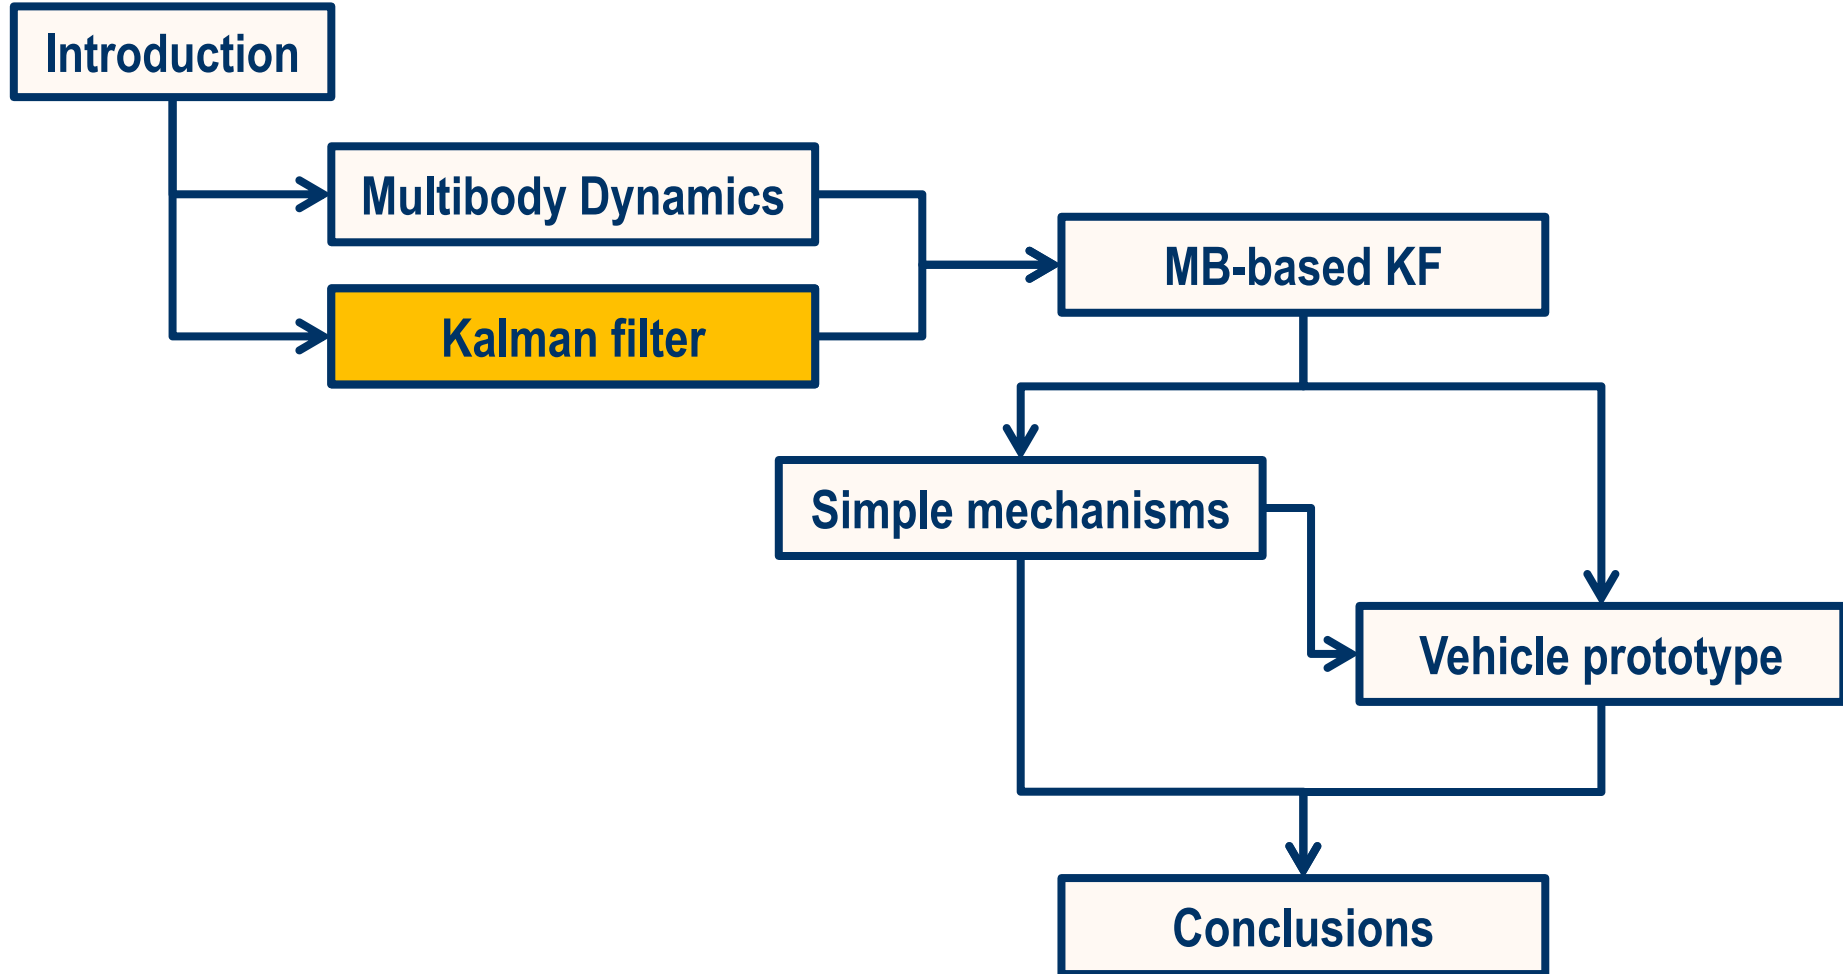 Introduction
Multibody Dynamics
Kalman filter
MB-based KF
Simple mechanisms
Vehicle prototype
Conclusions